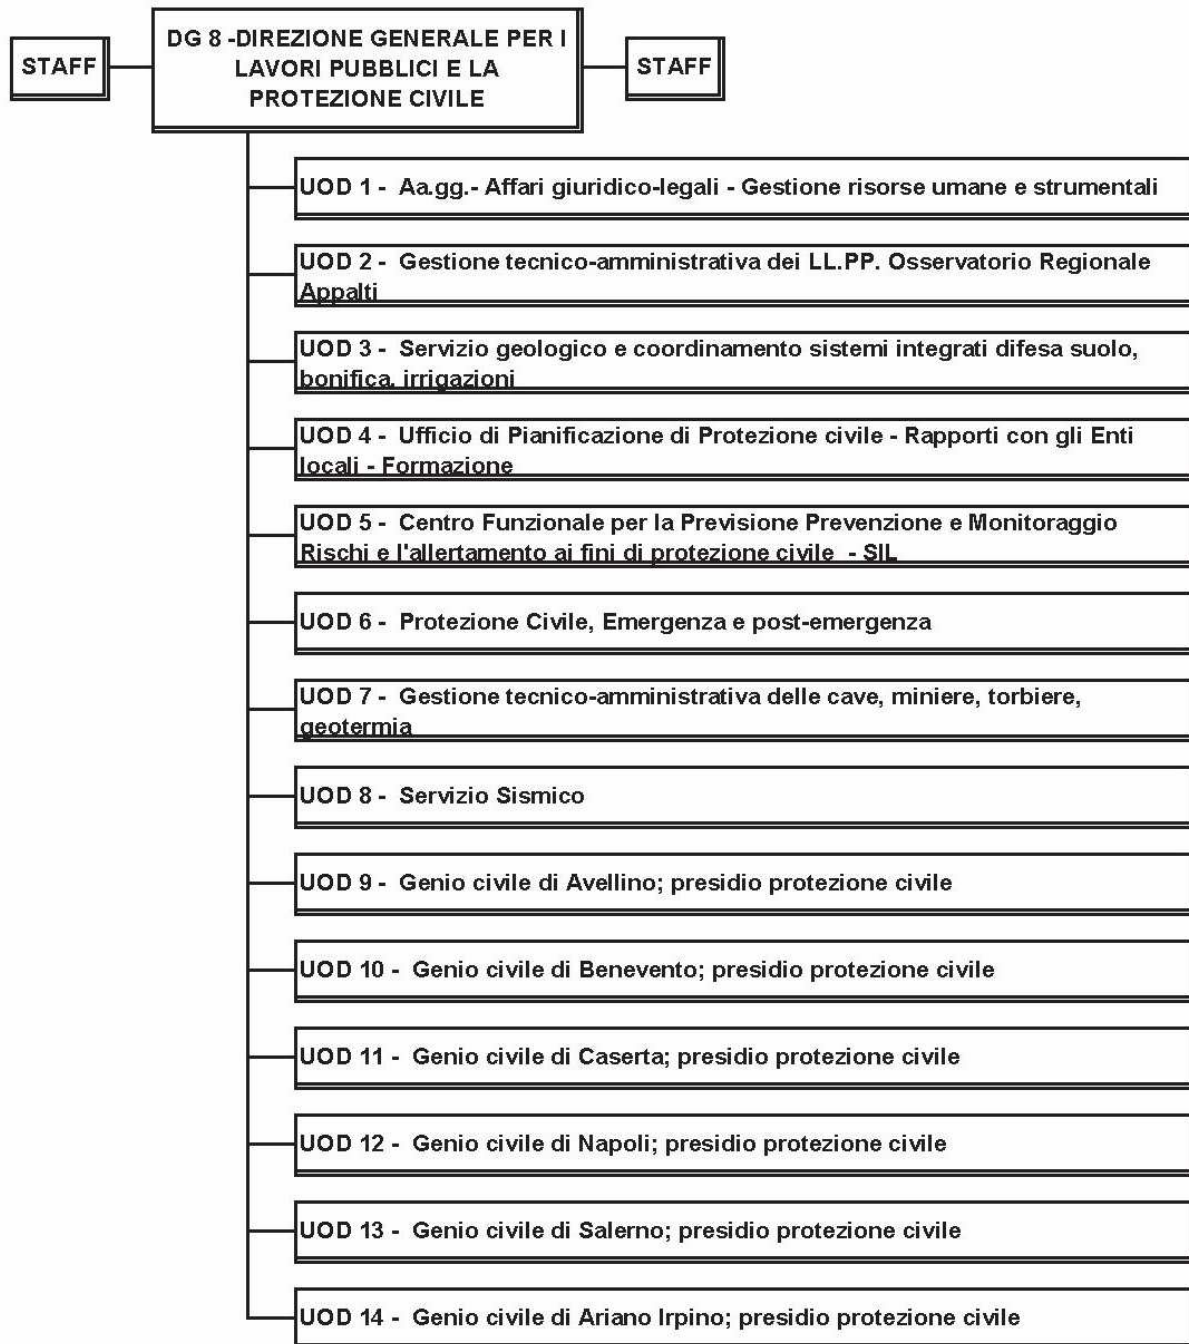 STAFF
DG 8 -DIREZIONE GENERALE PER I
LAVORI PUBBLICI E LA
PROTEZIONE CIVILE
STAFF
UOD 1 - Aa.gg.- Affari giuridico-legali - Gestione risorse umane e strumentali
UOD 2 - Gestione tecnico-amministrativa dei LL.PP. Osservatorio Regionale
Appalti
UOD 3 - Servizio geologico e coordinamento sistemi integrati difesa suolo,
bonifica, irrigazioni
UOD 4 - Ufficio di Pianificazione di Protezione civile - Rapporti con gli Enti
locali - Formazione
UOD 5 - Centro Funzionale per la Previsione Prevenzione e Monitoraggio
Rischi e l'allertamento ai fini di protezione civile - SIL
UOD 6 - Protezione Civile, Emergenza e post-emergenza
UOD 7 - Gestione tecnico-amministrativa delle cave, miniere, torbiere,
geotermia
UOD 8 - Servizio Sismico
UOD 9 - Genio civile di Avellino; presidio protezione civile
UOD 10 - Genio civile di Benevento; presidio protezione civile
UOD 11 - Genio civile di Caserta; presidio protezione civile
UOD 12 - Genio civile di Napoli; presidio protezione civile
UOD 13 - Genio civile di Salerno; presidio protezione civile
UOD 14 - Genio civile di Ariano Irpino; presidio protezione civile